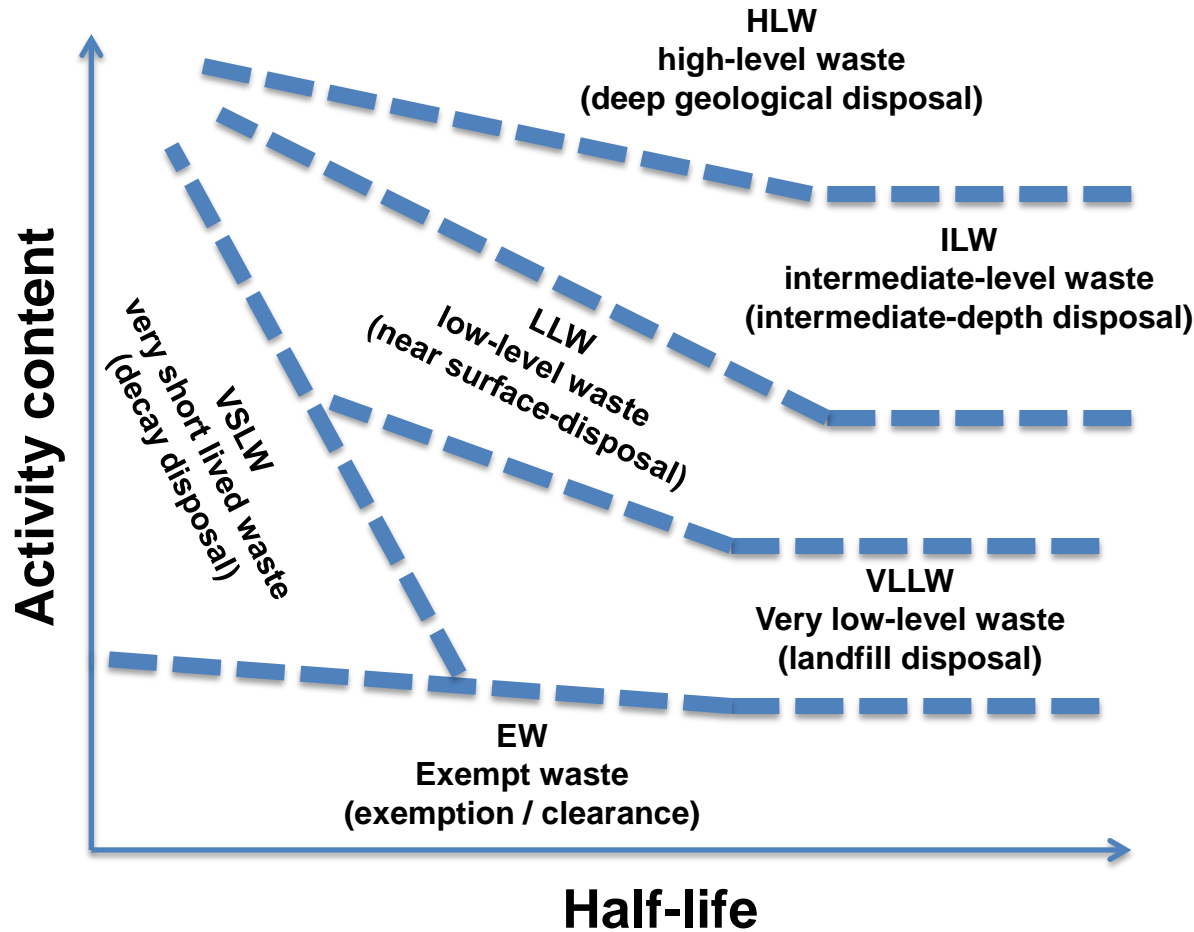 HLW
high-level waste
(deep geological disposal)
ILW
intermediate-level waste
(intermediate-depth disposal)
LLW
low-level waste
(near surface-disposal)
VSLW
very short lived waste
(decay disposal)
VLLW
Very low-level waste
(landfill disposal)
EW
Exempt waste
(exemption / clearance)
Activity content
Half-life